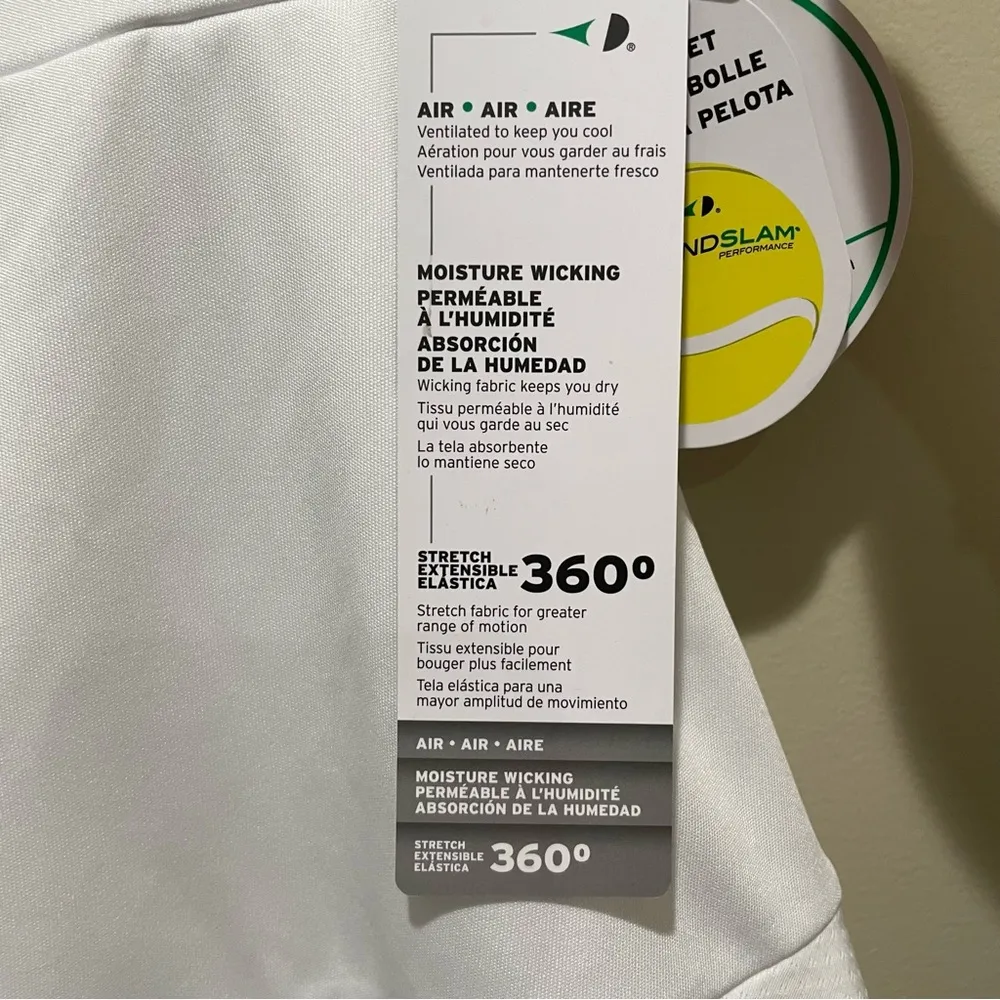 ®
AIR • AIR • AIRE
Ventilated to keep you cool
Aération pour vous garder au frais
Ventilada para mantenerte fresco
MOISTURE WICKING
PERMÉABLE
À L'HUMIDITÉ
ABSORCIÓN
DE LA HUMEDAD
Wicking fabric keeps you dry
Tissu perméable à l'humidité
qui vous garde au sec
La tela absorbente
lo mantiene seco
STRETCH
EXTENSIBLE
ELÁSTICA
360º
Stretch fabric for greater
range of motion
Tissu extensible pour
bouger plus facilement
Tela elástica para una
mayor amplitud de movimiento
AIR • AIR • AIRE
MOISTURE WICKING
PERMÉABLE À L'HUMIDITÉ
ABSORCIÓN DE LA HUMEDAD
STRETCH
EXTENSIBLE
ELÁSTICA
360º
ET
BOLLE
PELOTA
NDSLAM
PERFORMANCE